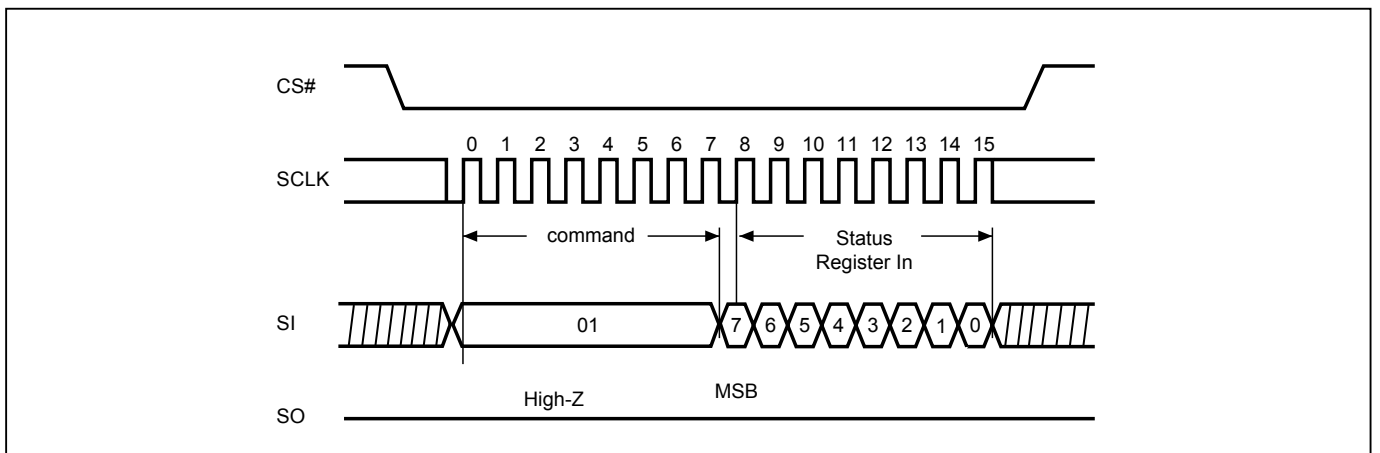 CS#
0 1 2 3 4 5 6 7 8 9 10 11 12 13 14 15
SCLK
command
Status
Register In
SI
01
7 6 5 4 3 2 1 0
High-Z
MSB
SO